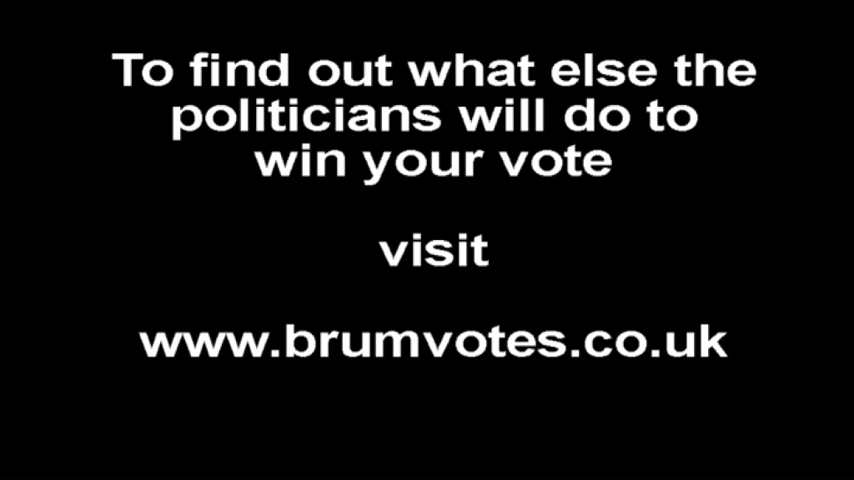 To find out what else the
politicians will do to
win your vote
visit
www.brumvotes.co.uk